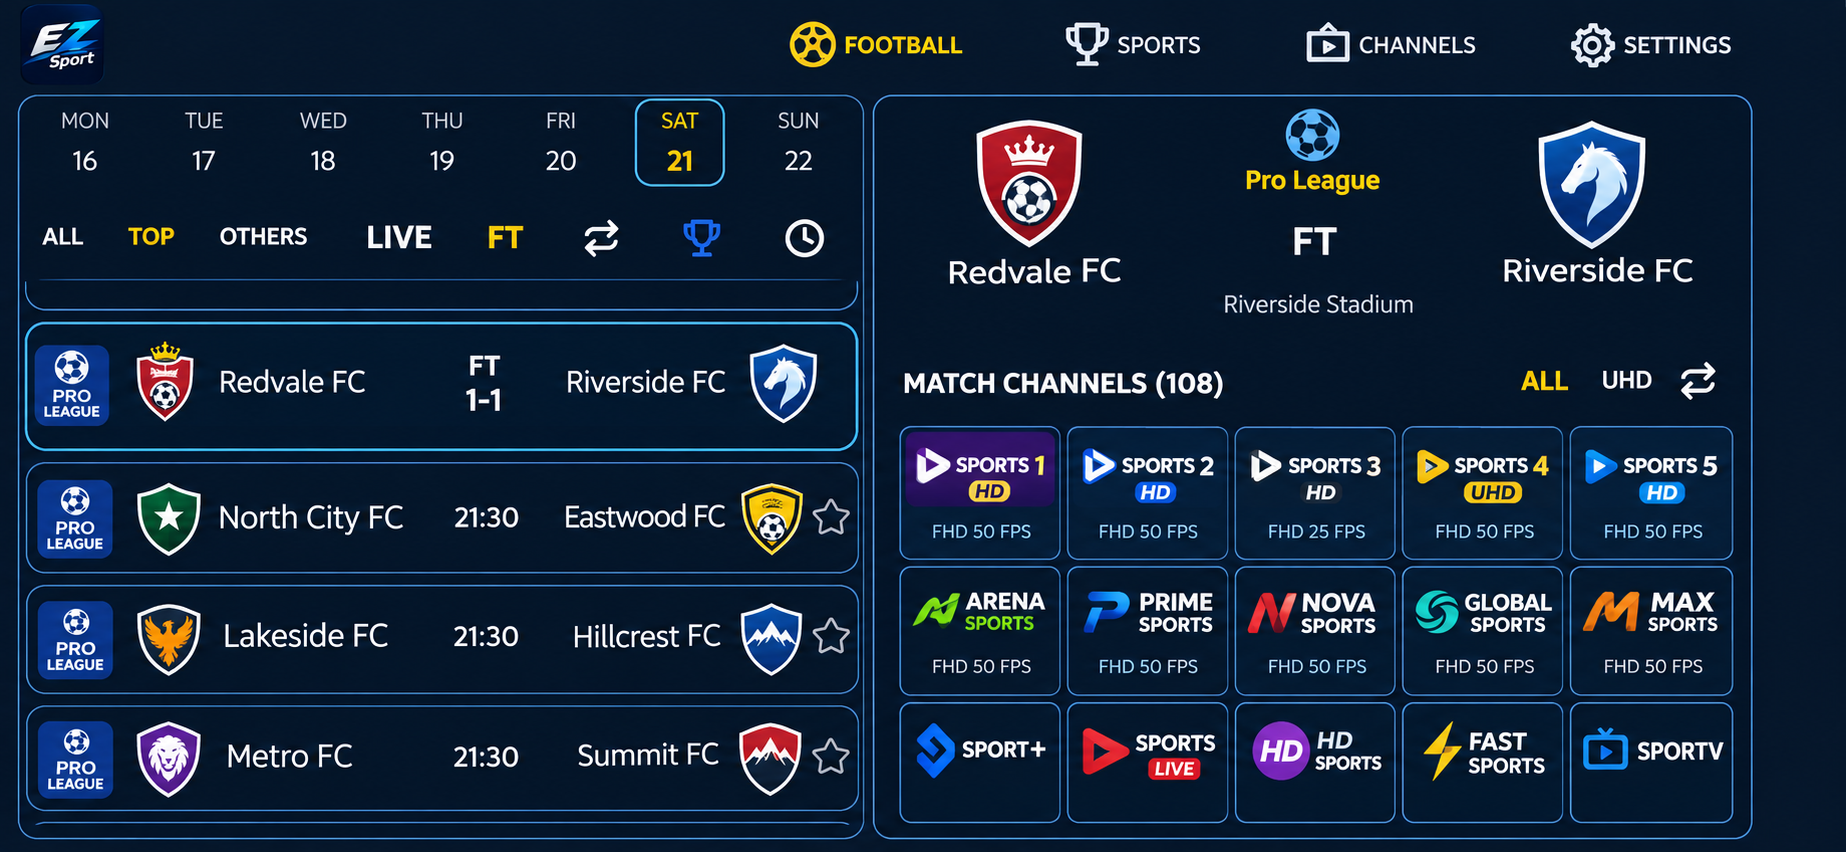 EZ
Sport
FOOTBALL
SPORTS
CHANNELS
SETTINGS
MON TUE WED THU FRI SAT SUN
16 17 18 19 20 21 22
ALL TOP OTHERS LIVE FT
PRO
LEAGUE
Redvale FC
FT
1-1
Riverside FC
PRO
LEAGUE
North City FC
21:30
Eastwood FC
PRO
LEAGUE
Lakeside FC
21:30
Hillcrest FC
PRO
LEAGUE
Metro FC
21:30
Summit FC
Redvale FC
Pro League
FT
Riverside Stadium
Riverside FC
MATCH CHANNELS (108)
ALL UHD
SPORTS 1
HD
FHD 50 FPS
SPORTS 2
HD
FHD 50 FPS
SPORTS 3
HD
FHD 25 FPS
SPORTS 4
UHD
FHD 50 FPS
SPORTS 5
HD
FHD 50 FPS
ARENA
SPORTS
FHD 50 FPS
PRIME
SPORTS
FHD 50 FPS
NOVA
SPORTS
FHD 50 FPS
GLOBAL
SPORTS
FHD 50 FPS
MAX
SPORTS
FHD 50 FPS
SPORT+
SPORTS
LIVE
HD
HD
SPORTS
FAST
SPORTS
SPORTV